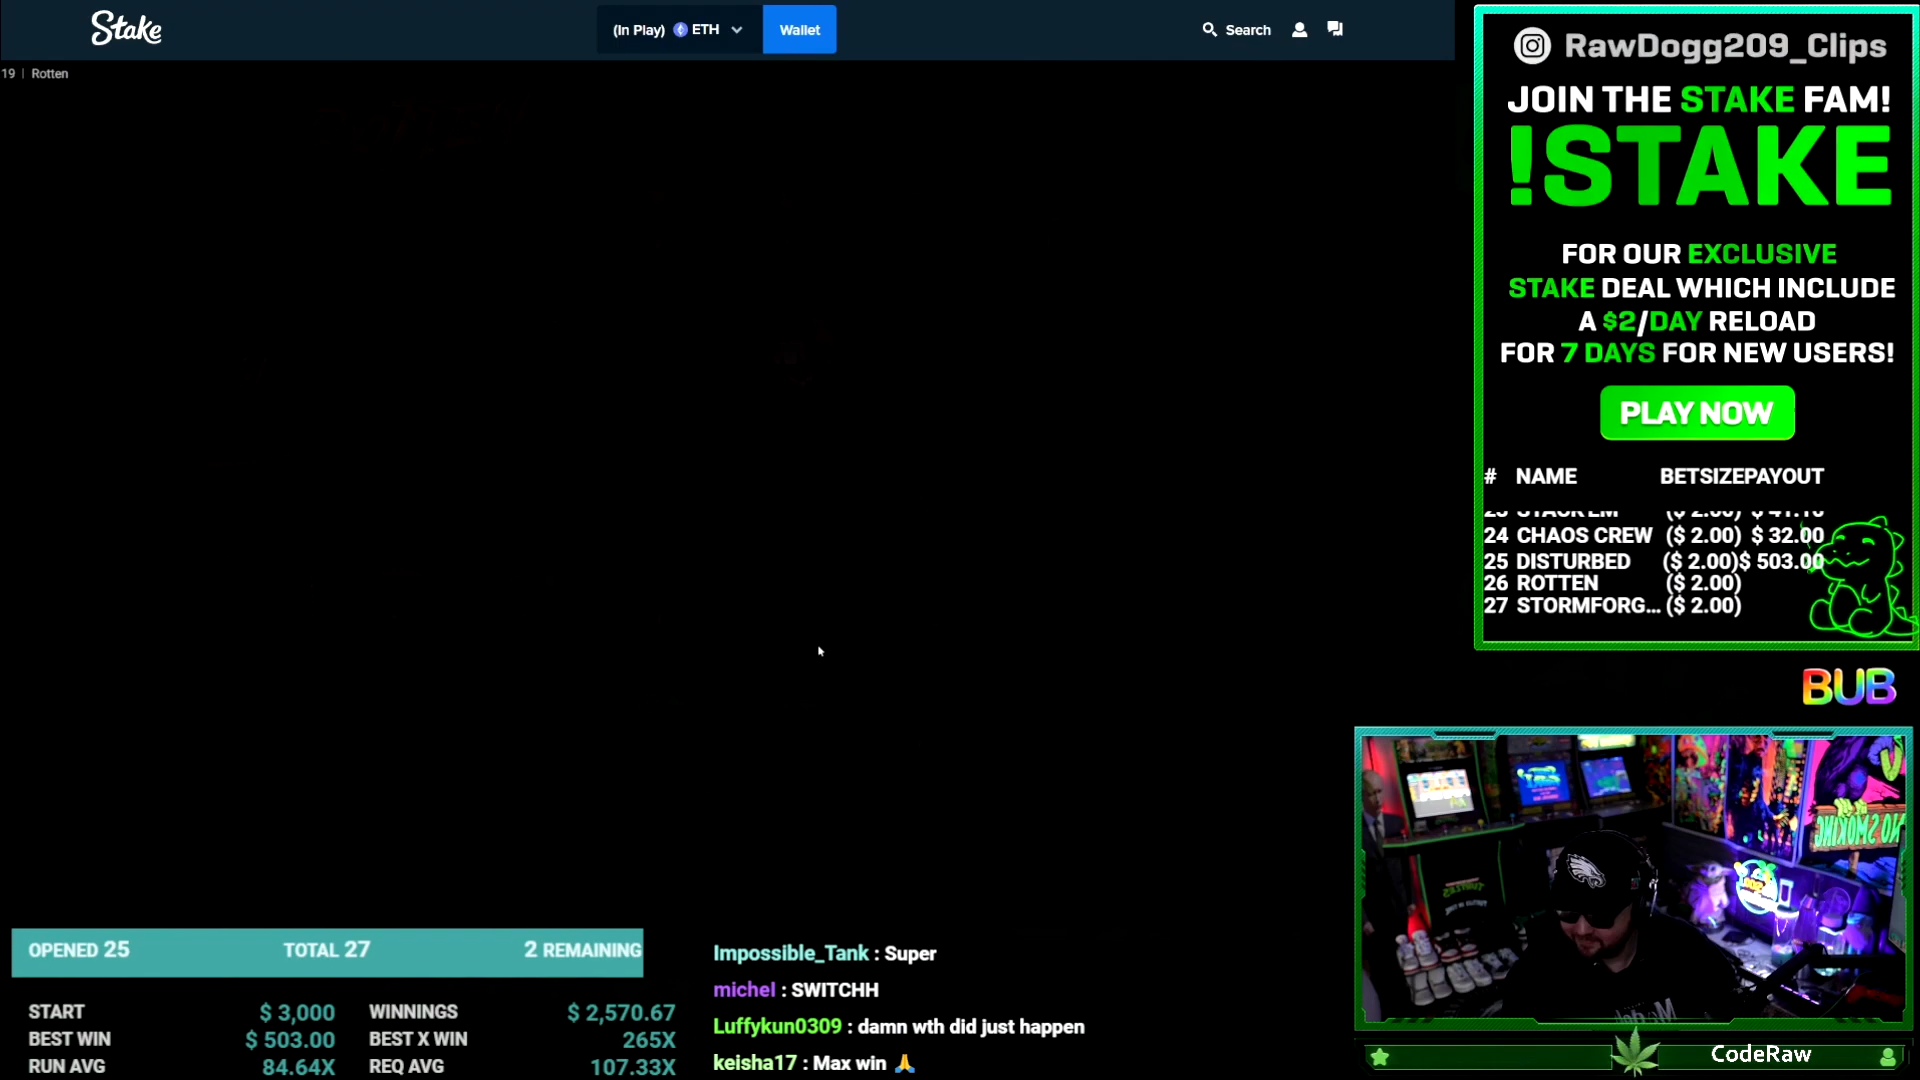 Stake
(In Play) ETH
Wallet
Search
19 | Rotten
RawDogg209_Clips
JOIN THE STAKE FAM!
!STAKE
FOR OUR EXCLUSIVE
STAKE DEAL WHICH INCLUDE
A $2/DAY RELOAD
FOR 7 DAYS FOR NEW USERS!
PLAY NOW
# NAME BETSIZE PAYOUT
24 CHAOS CREW ($ 2.00) $ 32.00
25 DISTURBED ($ 2.00) $ 503.00
26 ROTTEN ($ 2.00)
27 STORMFORG... ($ 2.00)
BUB
NO SMOKING
OPENED 25 TOTAL 27 2 REMAINING
START $ 3,000 WINNINGS $ 2,570.67
BEST WIN $ 503.00 BEST X WIN 265X
RUN AVG 84.64X REQ AVG 107.33X
Impossible_Tank : Super
michel : SWITCHH
Luffykun0309 : damn wth did just happen
keisha17 : Max win 🙏
CodeRaw